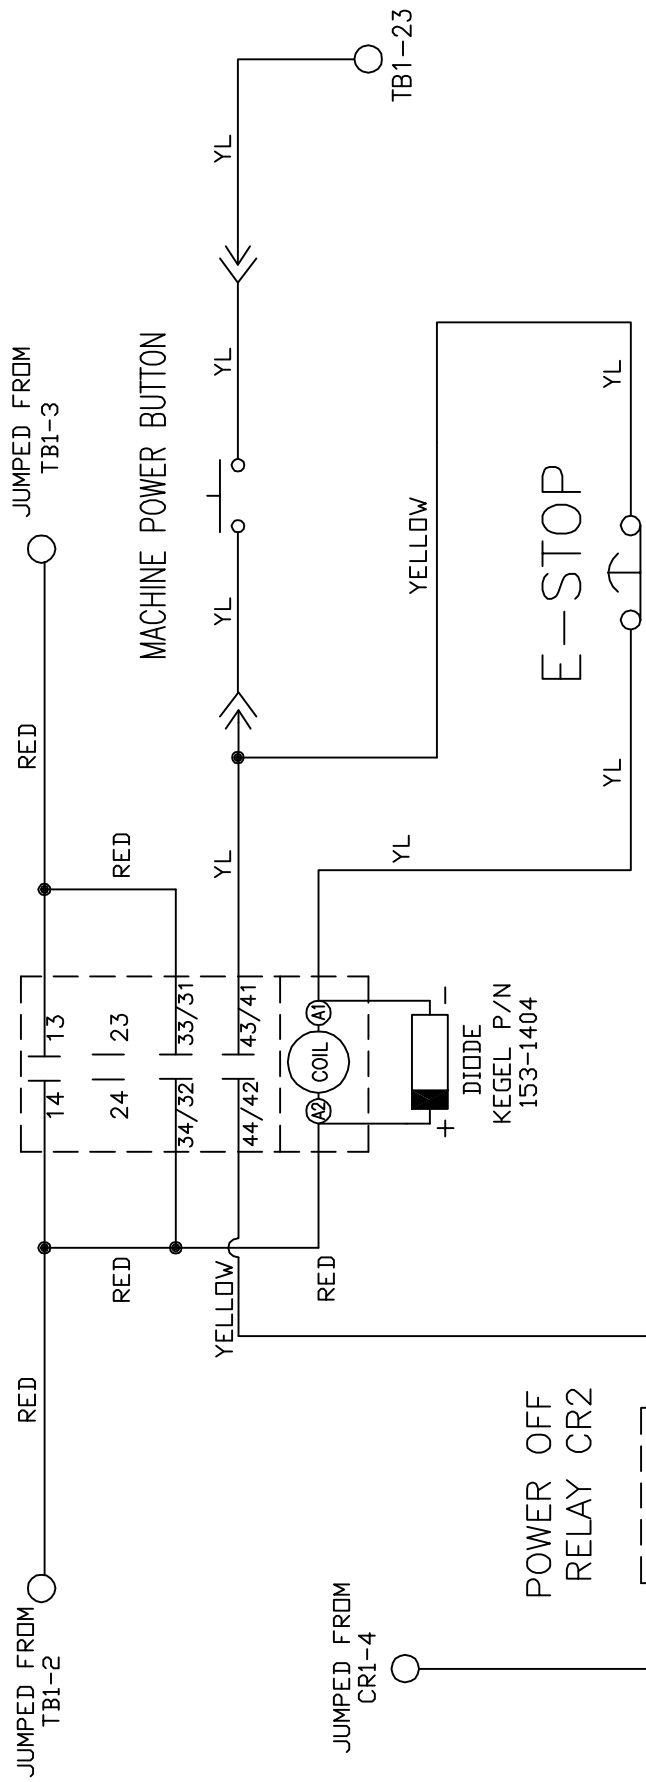 JUMPED FROM
TB1-2
RED
RED
YELLOW
RED
14
13
24
23
34/32
33/31
44/42
43/41
A2
COIL
A1
+
-
DIODE
KEGEL P/N
153-1404
RED
RED
YL
YL
JUMPED FROM
TB1-3
MACHINE POWER BUTTON
YL
YL
YL
TB1-23
YELLOW
E-STOP
YL
YL
JUMPED FROM
CR1-4
POWER OFF
RELAY CR2